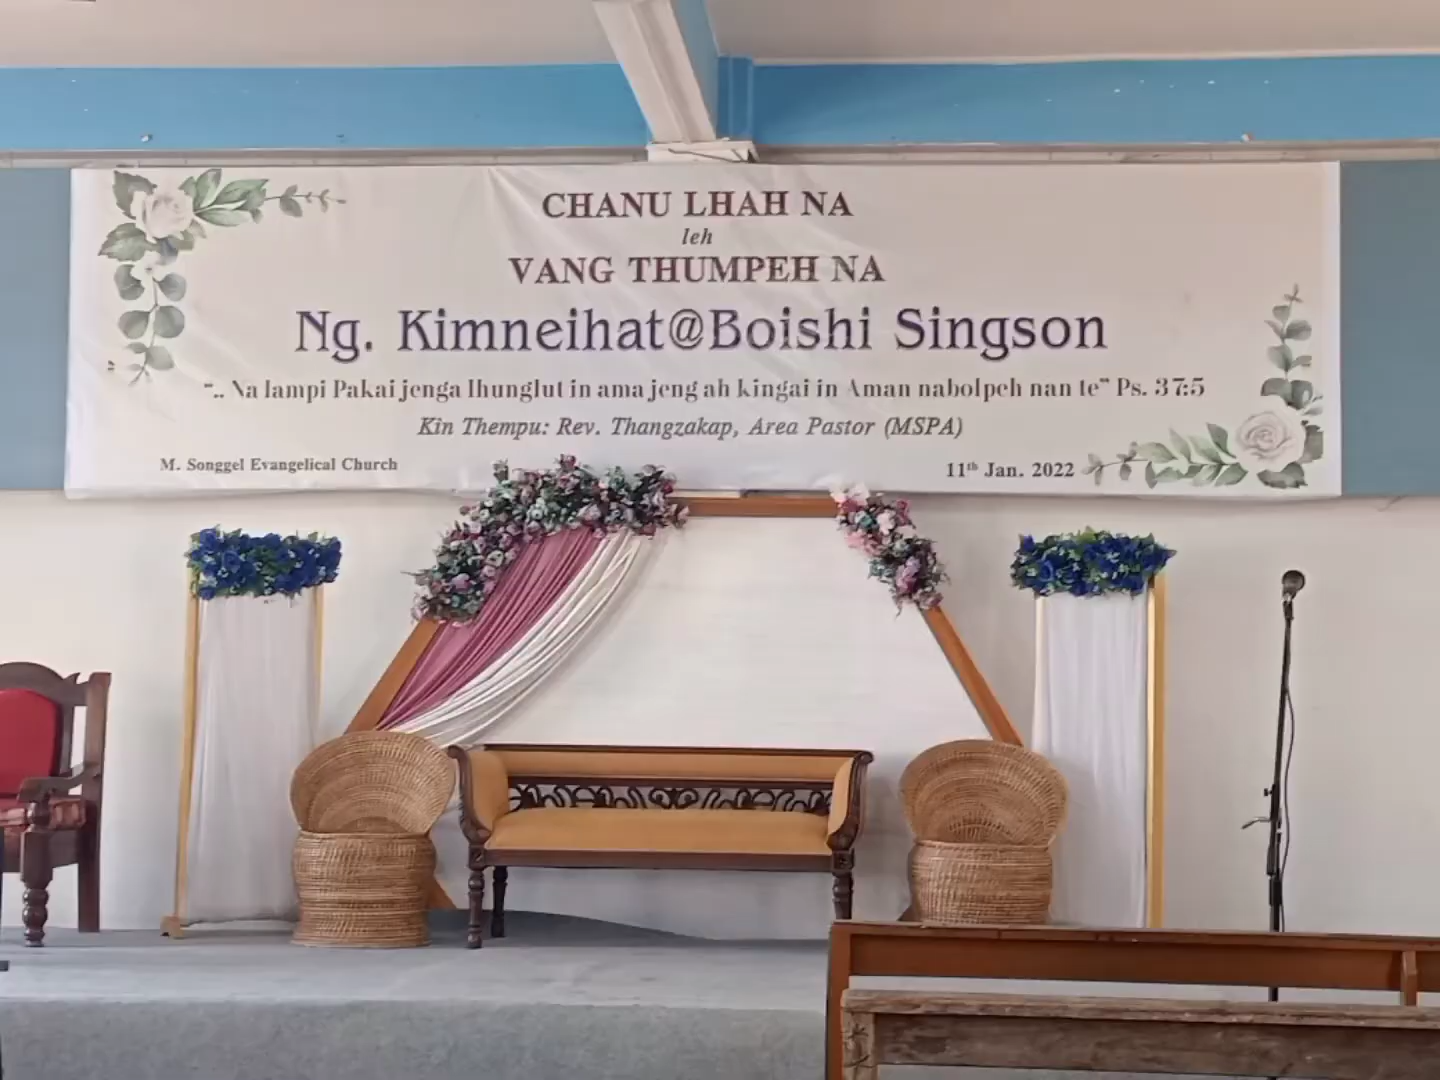 CHANU LHAH NA
leh
VANG THUMPEH NA
Ng. Kimneihat@Boishi Singson
".. Na lampi Pakai jenga lhunglut in ama jeng ah kingai in Aman nabolpeh nan te" Ps. 37:5
Kin Thempu: Rev. Thangzakap, Area Pastor (MSPA)
M. Songgel Evangelical Church
11th Jan. 2022